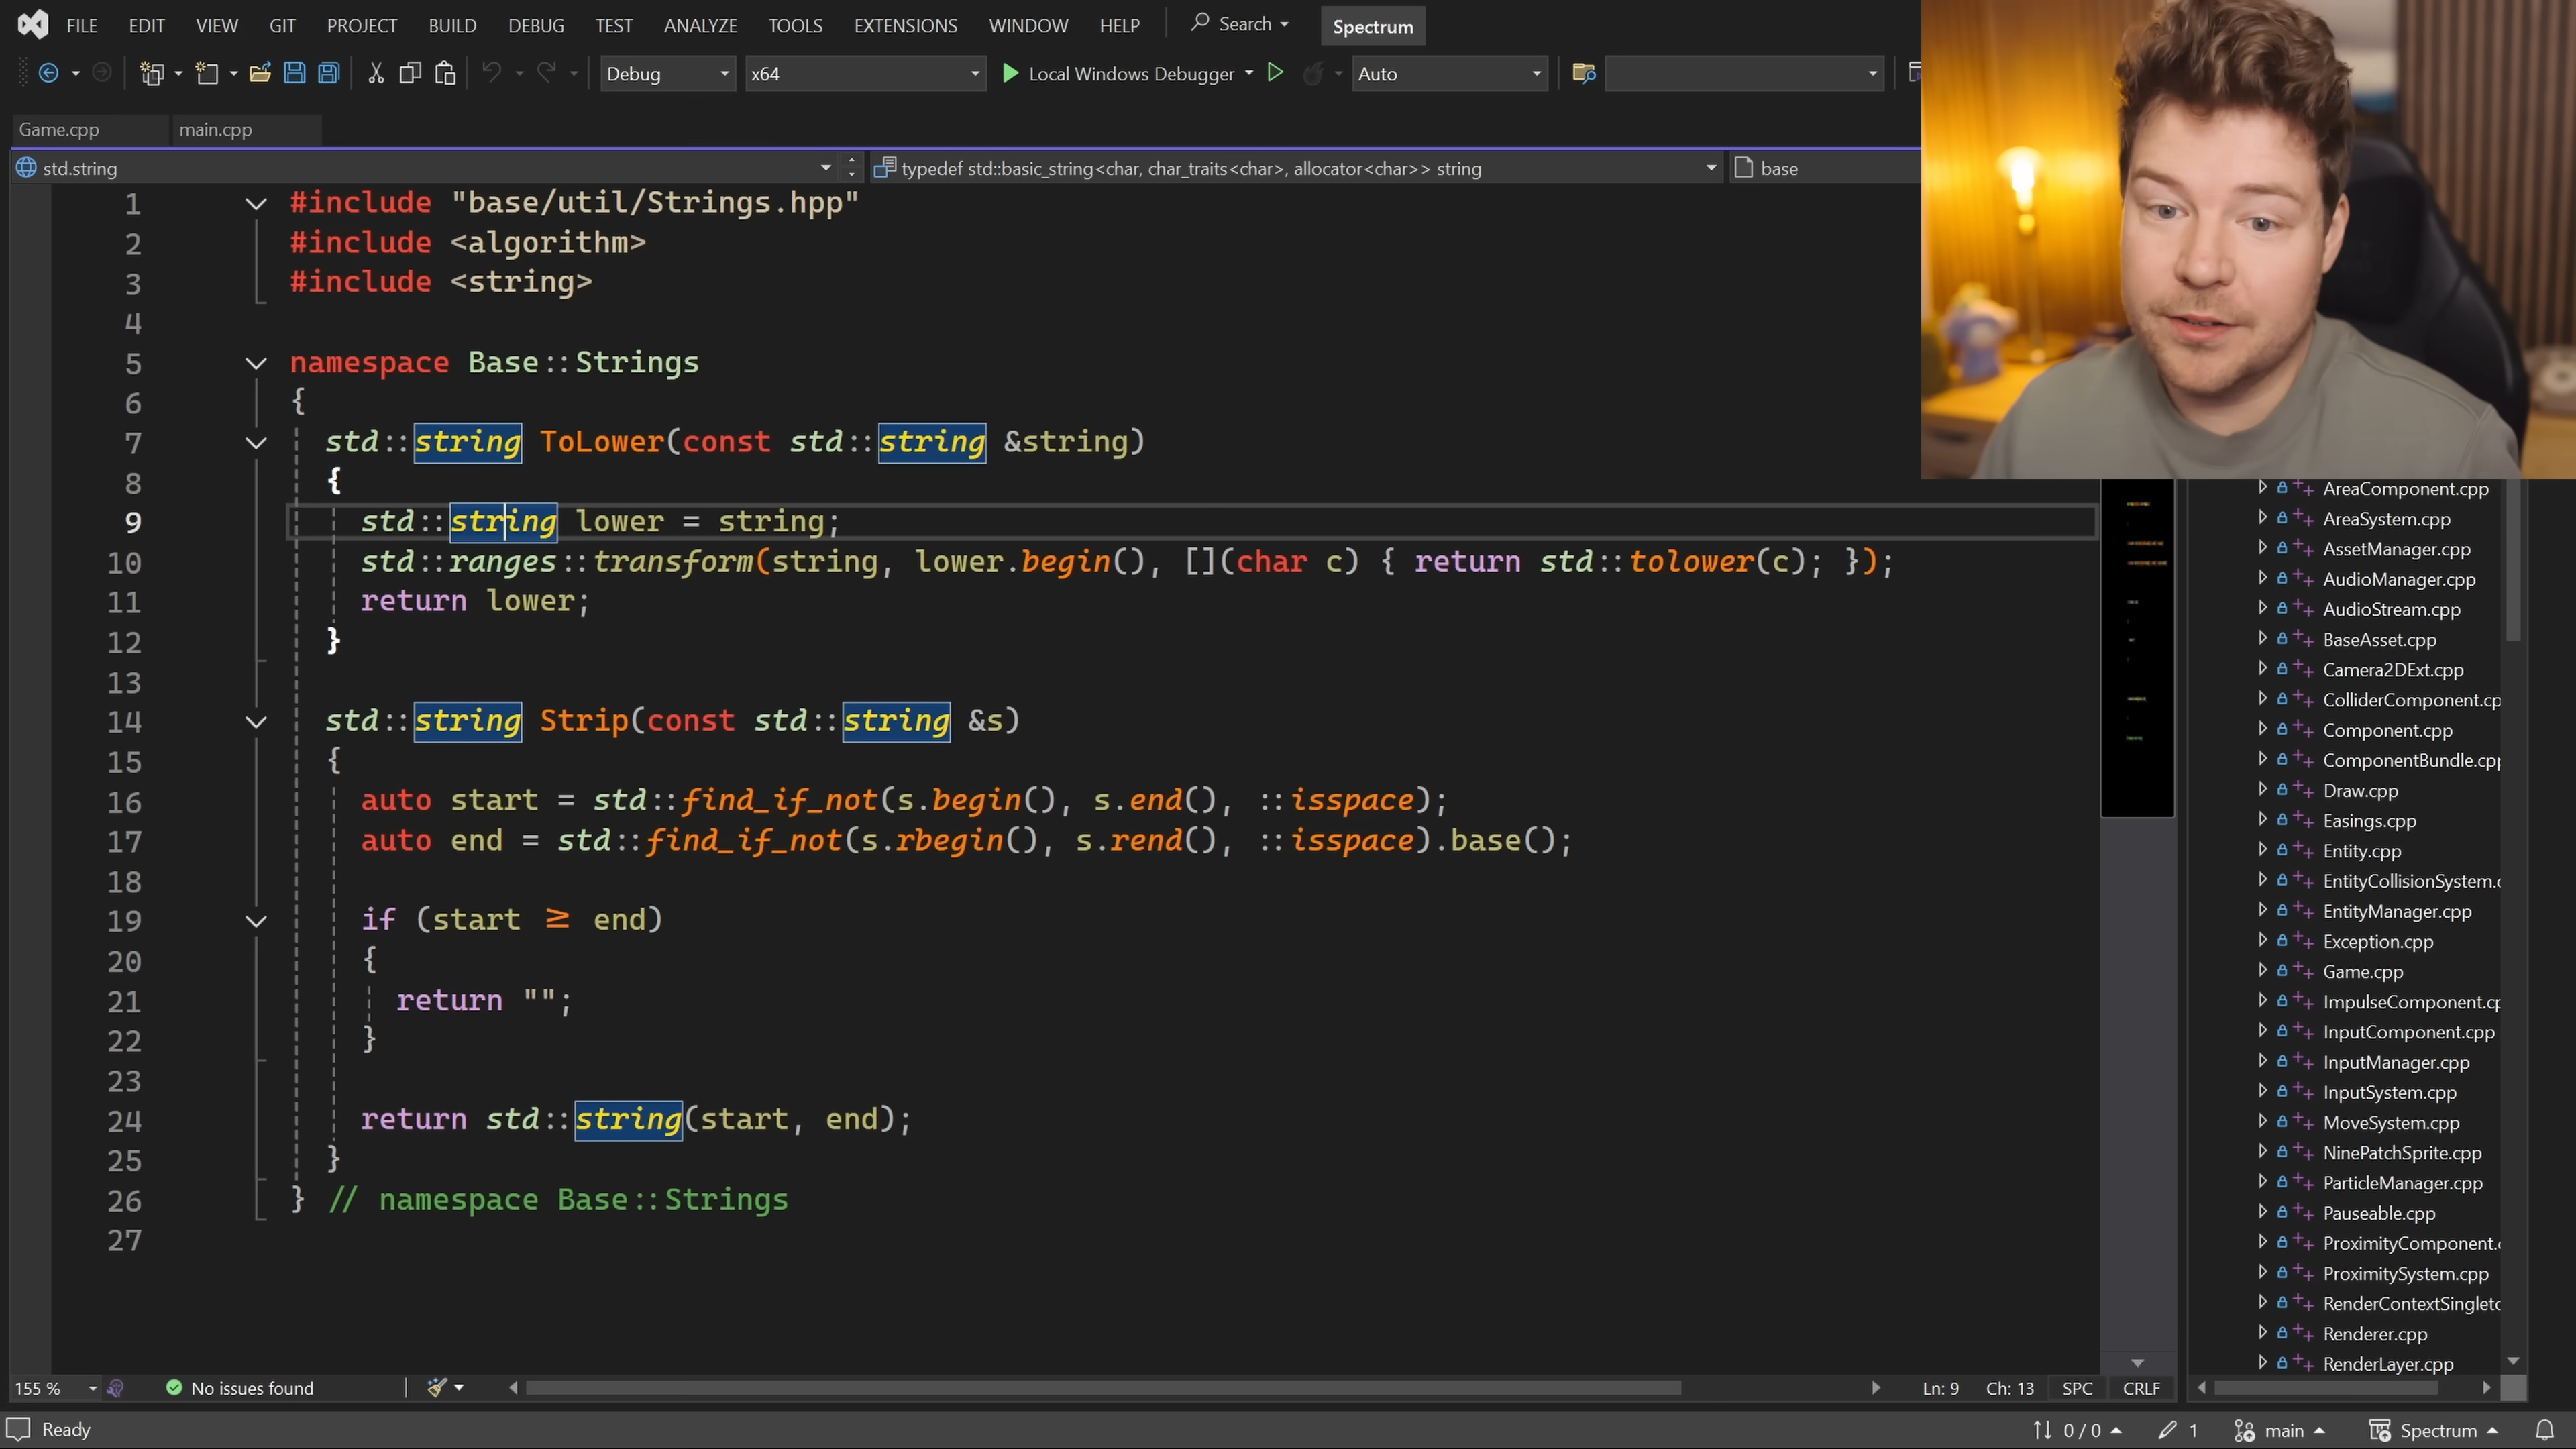 FILE EDIT VIEW GIT PROJECT BUILD DEBUG TEST ANALYZE TOOLS EXTENSIONS WINDOW HELP Search Spectrum
Debug x64 Local Windows Debugger Auto
Game.cpp main.cpp
std.string typedef std::basic_string<char, char_traits<char>, allocator<char>> string base
1 #include "base/util/Strings.hpp"
2 #include <algorithm>
3 #include <string>
4
5 namespace Base::Strings
6 {
7 std::string ToLower(const std::string &string)
8 {
9 std::string lower = string;
10 std::ranges::transform(string, lower.begin(), [](char c) { return std::tolower(c); });
11 return lower;
12 }
13
14 std::string Strip(const std::string &s)
15 {
16 auto start = std::find_if_not(s.begin(), s.end(), ::isspace);
17 auto end = std::find_if_not(s.rbegin(), s.rend(), ::isspace).base();
18
19 if (start ≥ end)
20 {
21 return "";
22 }
23
24 return std::string(start, end);
25 }
26 } // namespace Base::Strings
27
AreaComponent.cpp
AreaSystem.cpp
AssetManager.cpp
AudioManager.cpp
AudioStream.cpp
BaseAsset.cpp
Camera2DExt.cpp
ColliderComponent.cp
Component.cpp
ComponentBundle.cpp
Draw.cpp
Easings.cpp
Entity.cpp
EntityCollisionSystem.c
EntityManager.cpp
Exception.cpp
Game.cpp
ImpulseComponent.cp
InputComponent.cpp
InputManager.cpp
InputSystem.cpp
MoveSystem.cpp
NinePatchSprite.cpp
ParticleManager.cpp
Pauseable.cpp
ProximityComponent.c
ProximitySystem.cpp
RenderContextSingletc
Renderer.cpp
RenderLayer.cpp
155 % No issues found Ln: 9 Ch: 13 SPC CRLF
Ready 0 / 0 1 main Spectrum